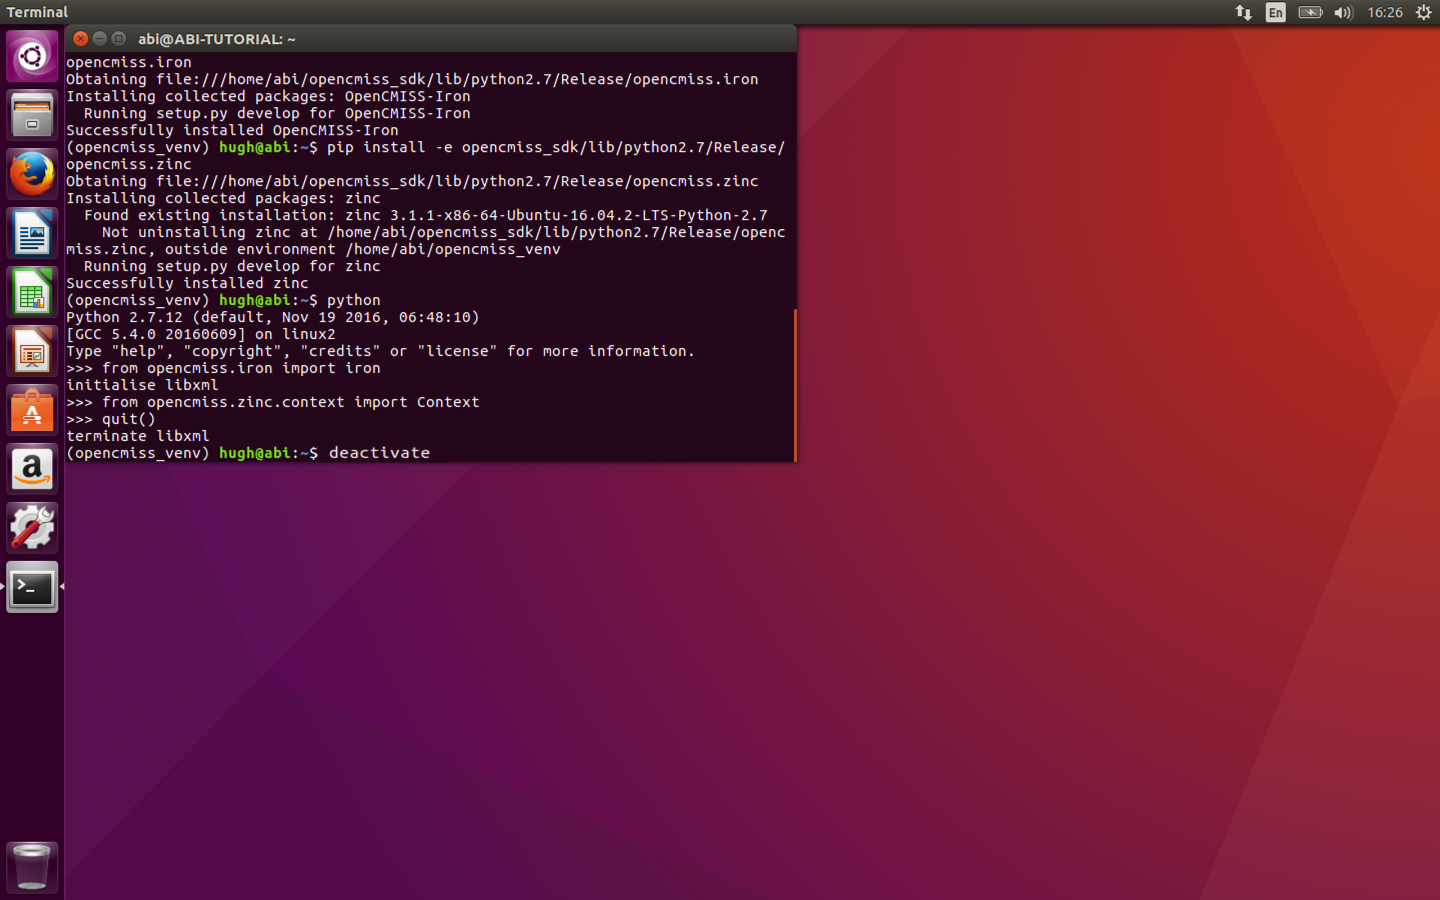 Terminal
En
16:26
abi@ABI-TUTORIAL: ~
opencmiss.iron
Obtaining file:///home/abi/opencmiss_sdk/lib/python2.7/Release/opencmiss.iron
Installing collected packages: OpenCMISS-Iron
  Running setup.py develop for OpenCMISS-Iron
Successfully installed OpenCMISS-Iron
(opencmiss_venv) hugh@abi:~$ pip install -e opencmiss_sdk/lib/python2.7/Release/
opencmiss.zinc
Obtaining file:///home/abi/opencmiss_sdk/lib/python2.7/Release/opencmiss.zinc
Installing collected packages: zinc
  Found existing installation: zinc 3.1.1-x86-64-Ubuntu-16.04.2-LTS-Python-2.7
    Not uninstalling zinc at /home/abi/opencmiss_sdk/lib/python2.7/Release/openc
miss.zinc, outside environment /home/abi/opencmiss_venv
  Running setup.py develop for zinc
Successfully installed zinc
(opencmiss_venv) hugh@abi:~$ python
Python 2.7.12 (default, Nov 19 2016, 06:48:10)
[GCC 5.4.0 20160609] on linux2
Type "help", "copyright", "credits" or "license" for more information.
>>> from opencmiss.iron import iron
initialise libxml
>>> from opencmiss.zinc.context import Context
>>> quit()
terminate libxml
(opencmiss_venv) hugh@abi:~$ deactivate